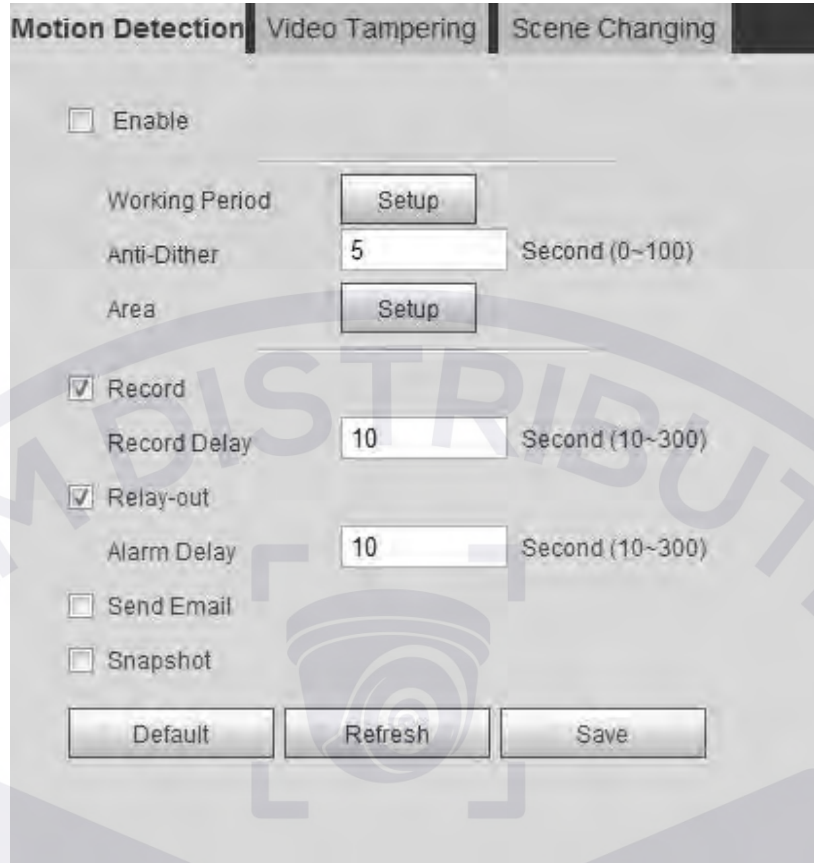 Motion Detection Video Tampering Scene Changing
Enable
Working Period Setup
Anti-Dither 5 Second (0~100)
Area Setup
Record
Record Delay 10 Second (10~300)
Relay-out
Alarm Delay 10 Second (10~300)
Send Email
Snapshot
Default Refresh Save
M DISTRIBUT